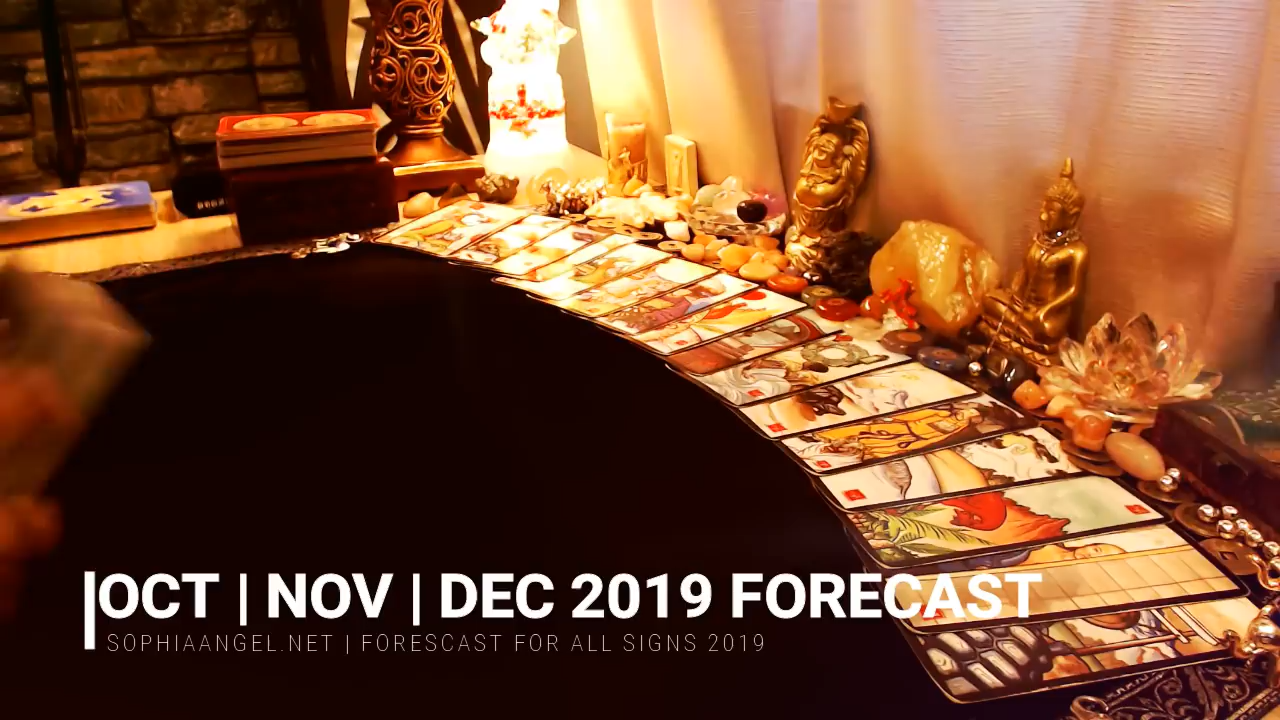 OCT | NOV | DEC 2019 FORECAST
SOPHIAANGEL.NET | FORESCAST FOR ALL SIGNS 2019